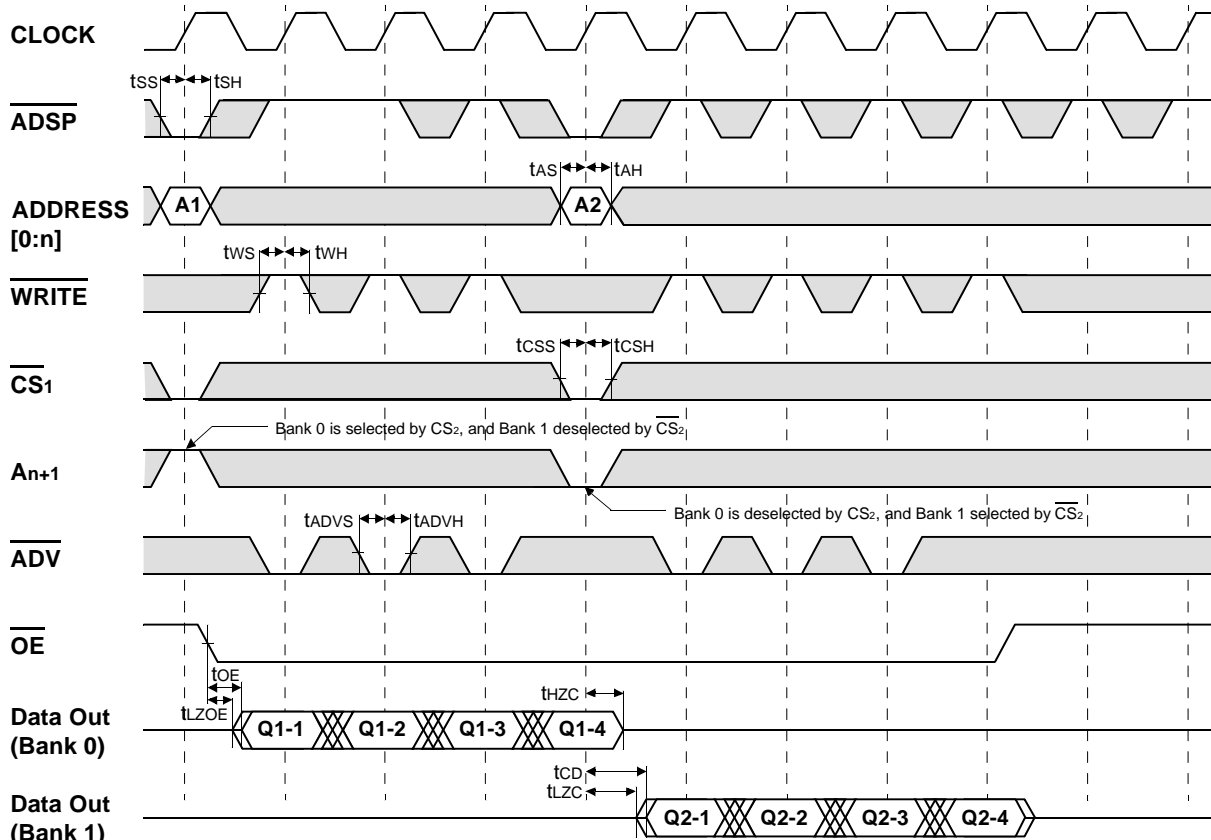 CLOCK
tSS tSH
ADSP
tAS tAH
ADDRESS
[0:n]
A1 A2
tWS tWH
WRITE
tCSS tCSH
CS1
Bank 0 is selected by CS2, and Bank 1 deselected by CS2
An+1
Bank 0 is deselected by CS2, and Bank 1 selected by CS2
tADVS tADVH
ADV
OE
tOE
tHZC
tLZOE
Data Out
(Bank 0)
Q1-1 Q1-2 Q1-3 Q1-4
tCD
tLZC
Data Out
(Bank 1)
Q2-1 Q2-2 Q2-3 Q2-4